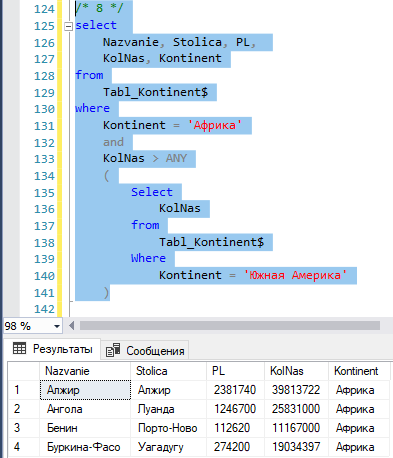 124 /* 8 */
125 select
126 Nazvanie, Stolica, PL,
127 KolNas, Kontinent
128 from
129 Tabl_Kontinent$
130 where
131 Kontinent = 'Африка'
132 and
133 KolNas > ANY
134 (
135 Select
136 KolNas
137 from
138 Tabl_Kontinent$
139 Where
140 Kontinent = 'Южная Америка'
141 )
142
98 %
Результаты Сообщения
Nazvanie Stolica PL KolNas Kontinent
1 Алжир Алжир 2381740 39813722 Африка
2 Ангола Луанда 1246700 25831000 Африка
3 Бенин Порто-Ново 112620 11167000 Африка
4 Буркина-Фасо Уагадугу 274200 19034397 Африка